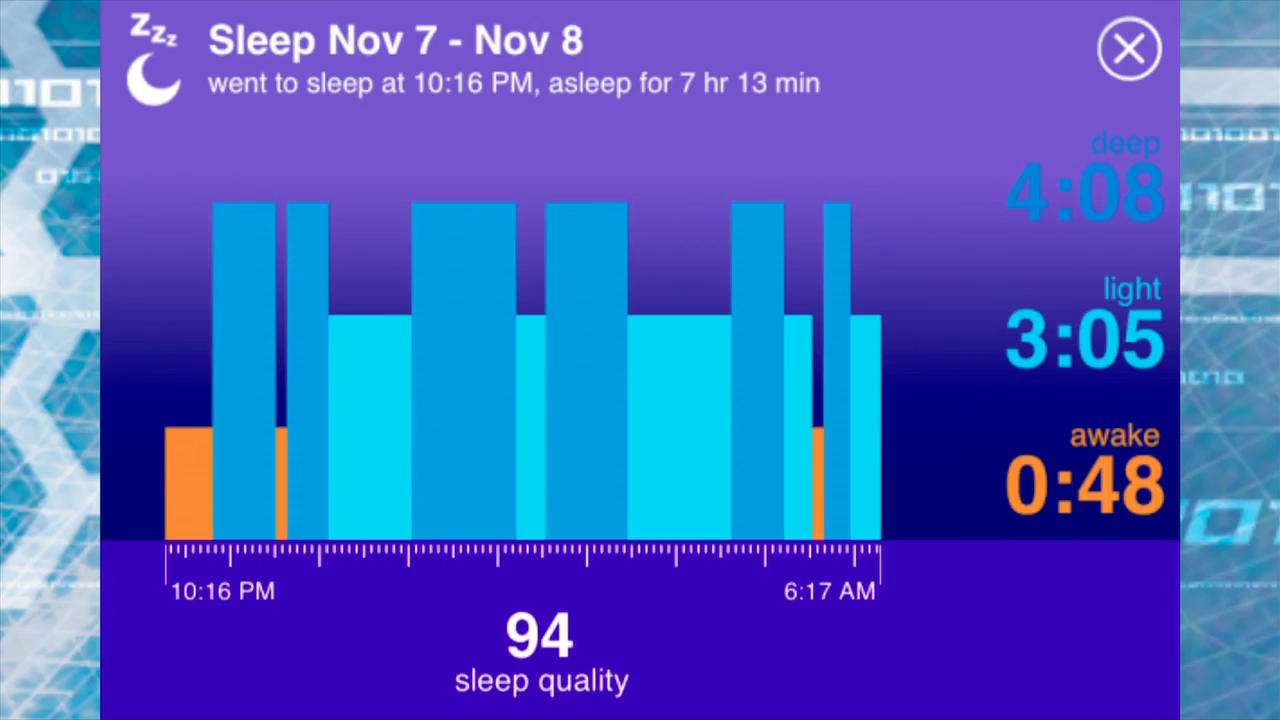 zzz
Sleep Nov 7 - Nov 8
went to sleep at 10:16 PM, asleep for 7 hr 13 min
deep
4:08
light
3:05
awake
0:48
10:16 PM
6:17 AM
94
sleep quality